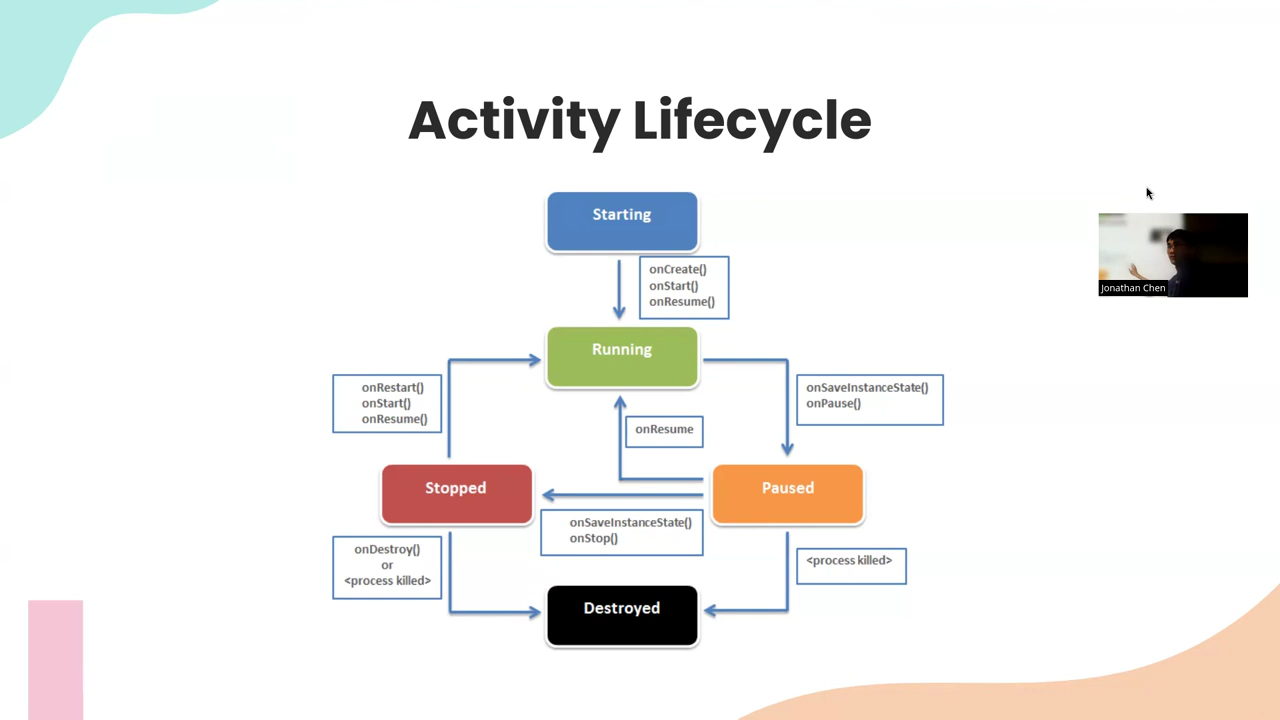 Activity Lifecycle
Starting
onCreate()
onStart()
onResume()
Jonathan Chen
Running
onRestart()
onStart()
onResume()
onSaveInstanceState()
onPause()
onResume
Stopped
Paused
onSaveInstanceState()
onStop()
onDestroy()
or
<process killed>
<process killed>
Destroyed